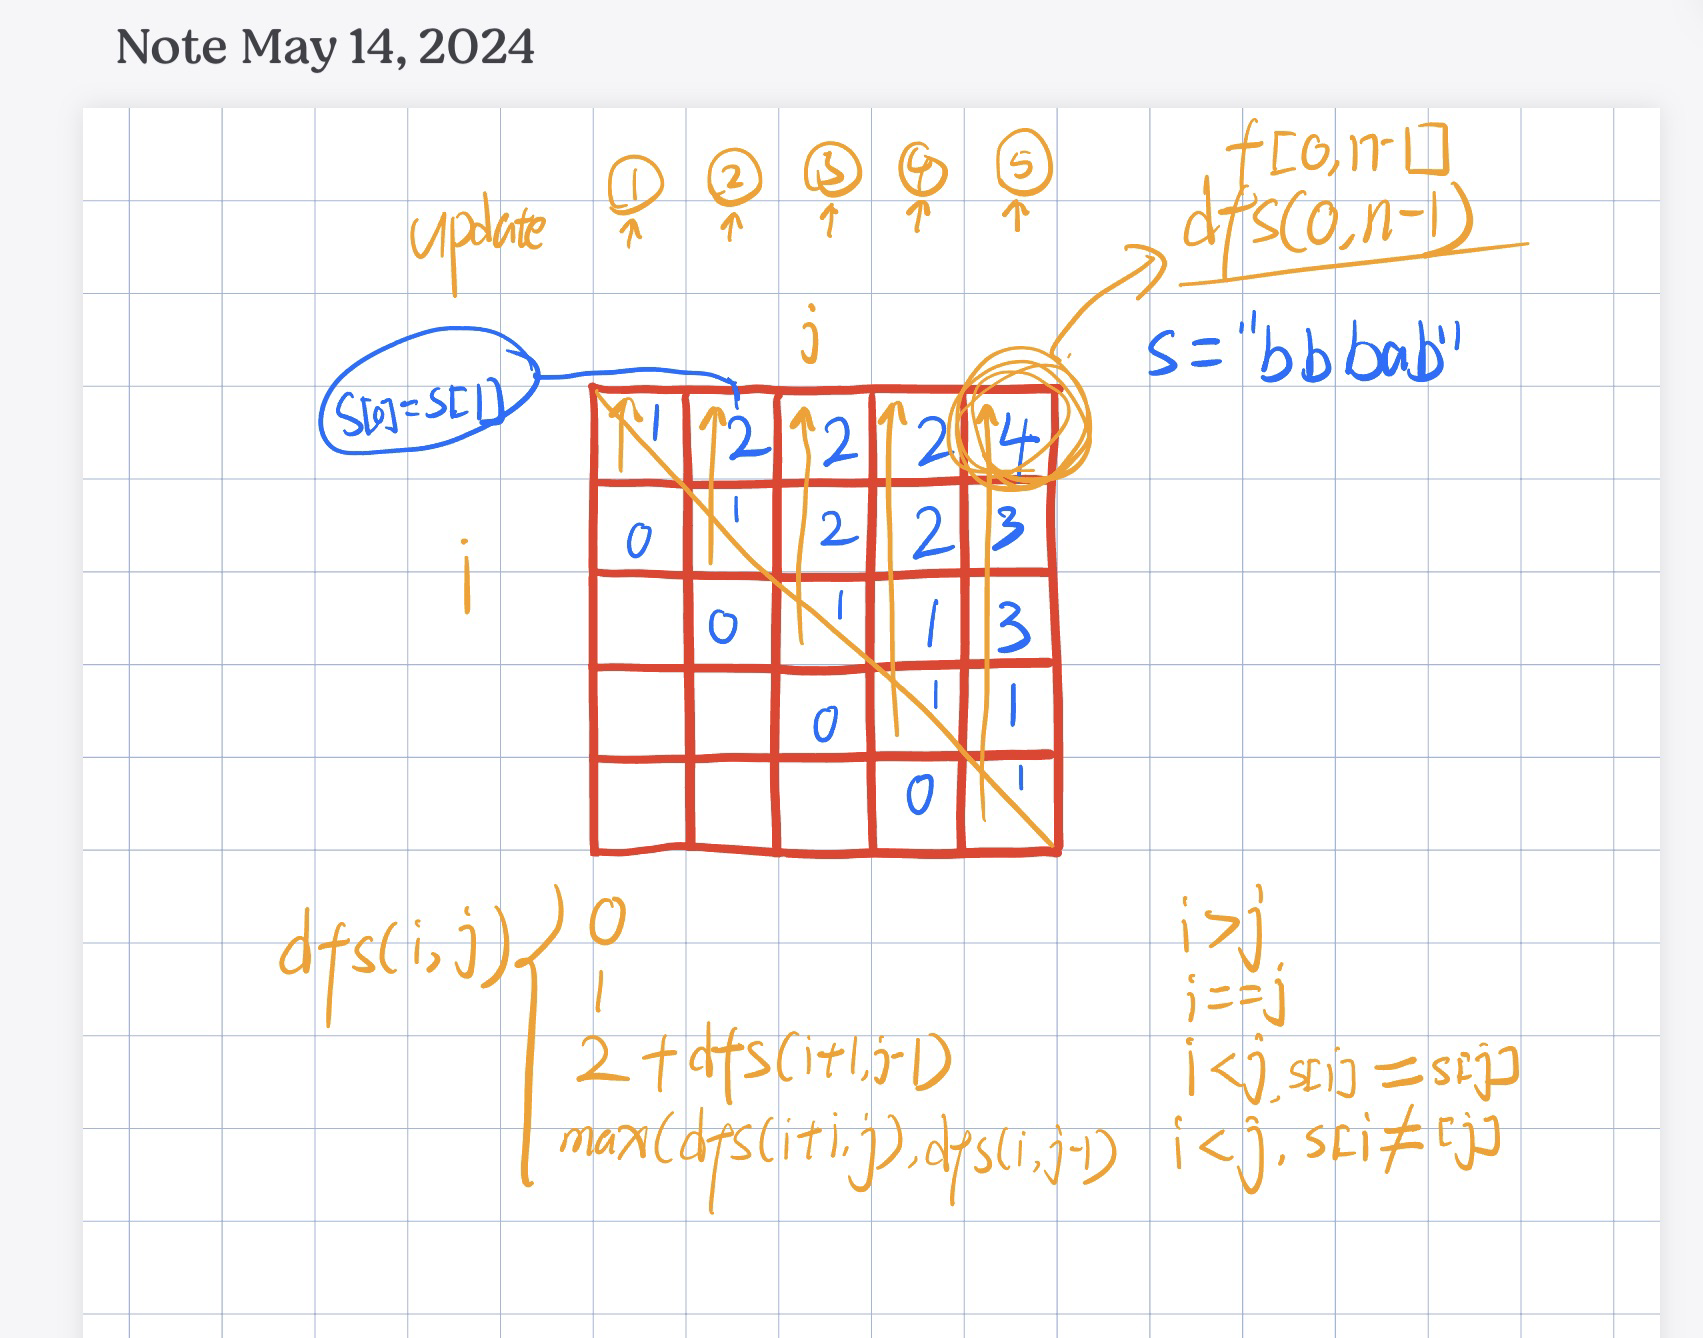 Note May 14, 2024
① ② ③ ④ ⑤
f[0,n-1]
update
dfs(0,n-1)
j
s="bbbab"
S[0]=S[1]
1 2 2 2 4
i
0 1 2 2 3
0 1 1 3
0 1 1
0 1
dfs(i,j)
0 i>j
1 i==j
2+dfs(i+1,j-1) i<j, s[i]=s[j]
max(dfs(i+1,j),dfs(i,j-1) i<j, s[i≠[j]